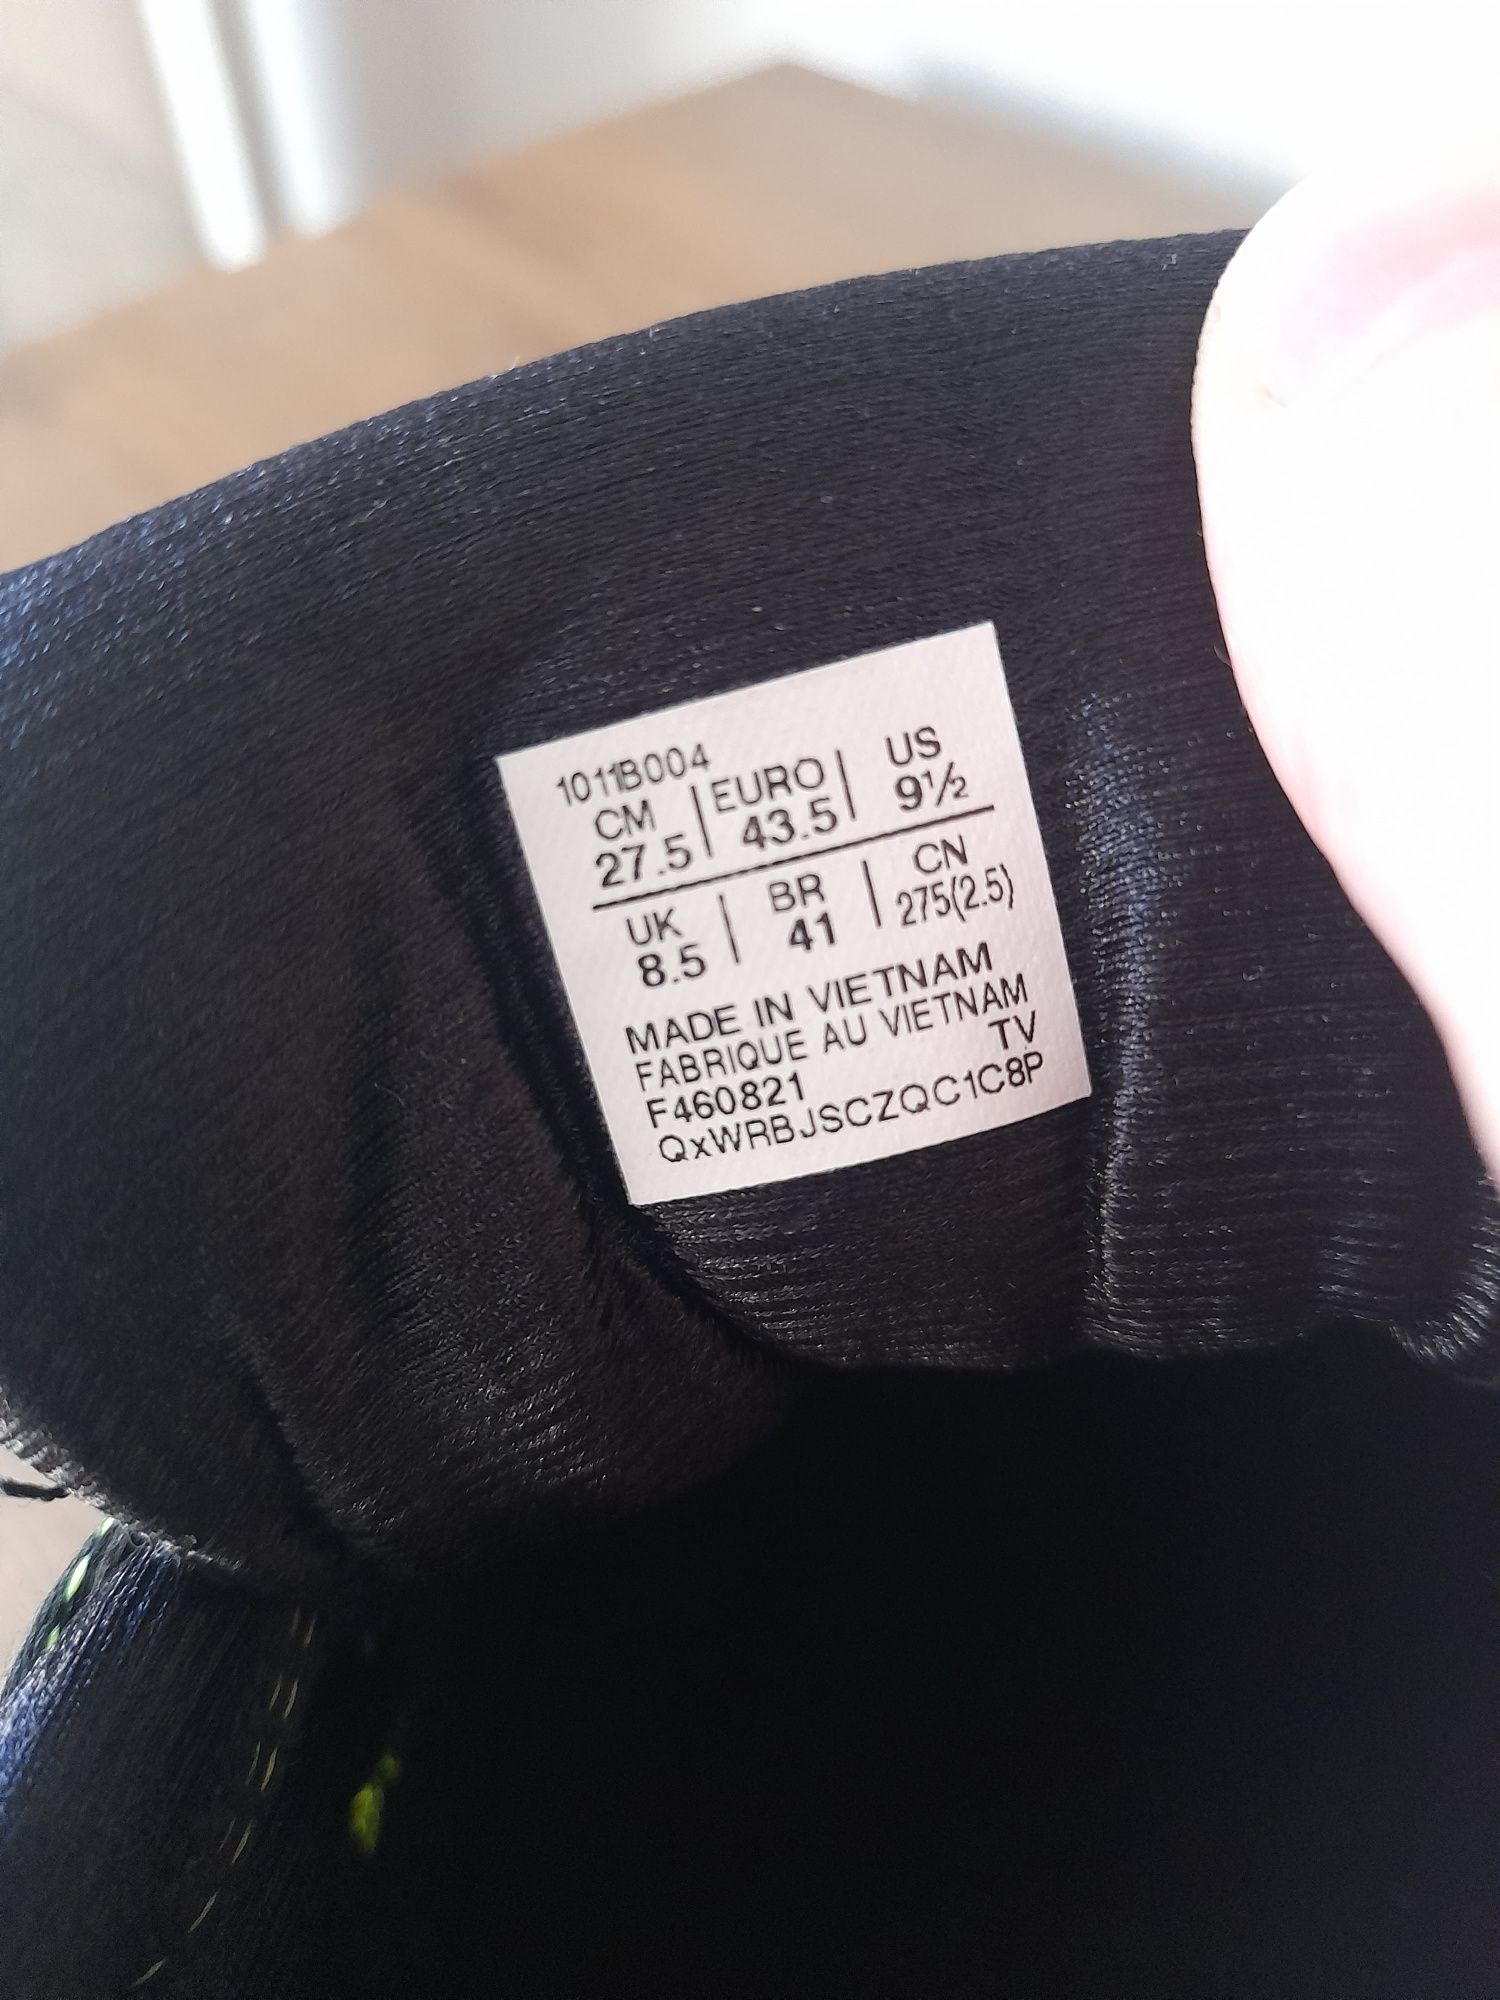 1011B004
CM | EURO | US
27.5 | 43.5 | 9½
UK | BR | CN
8.5 | 41 | 275(2.5)
MADE IN VIETNAM
FABRIQUE AU VIETNAM
TV
F460821
QxWRBJSCZQC1C8P